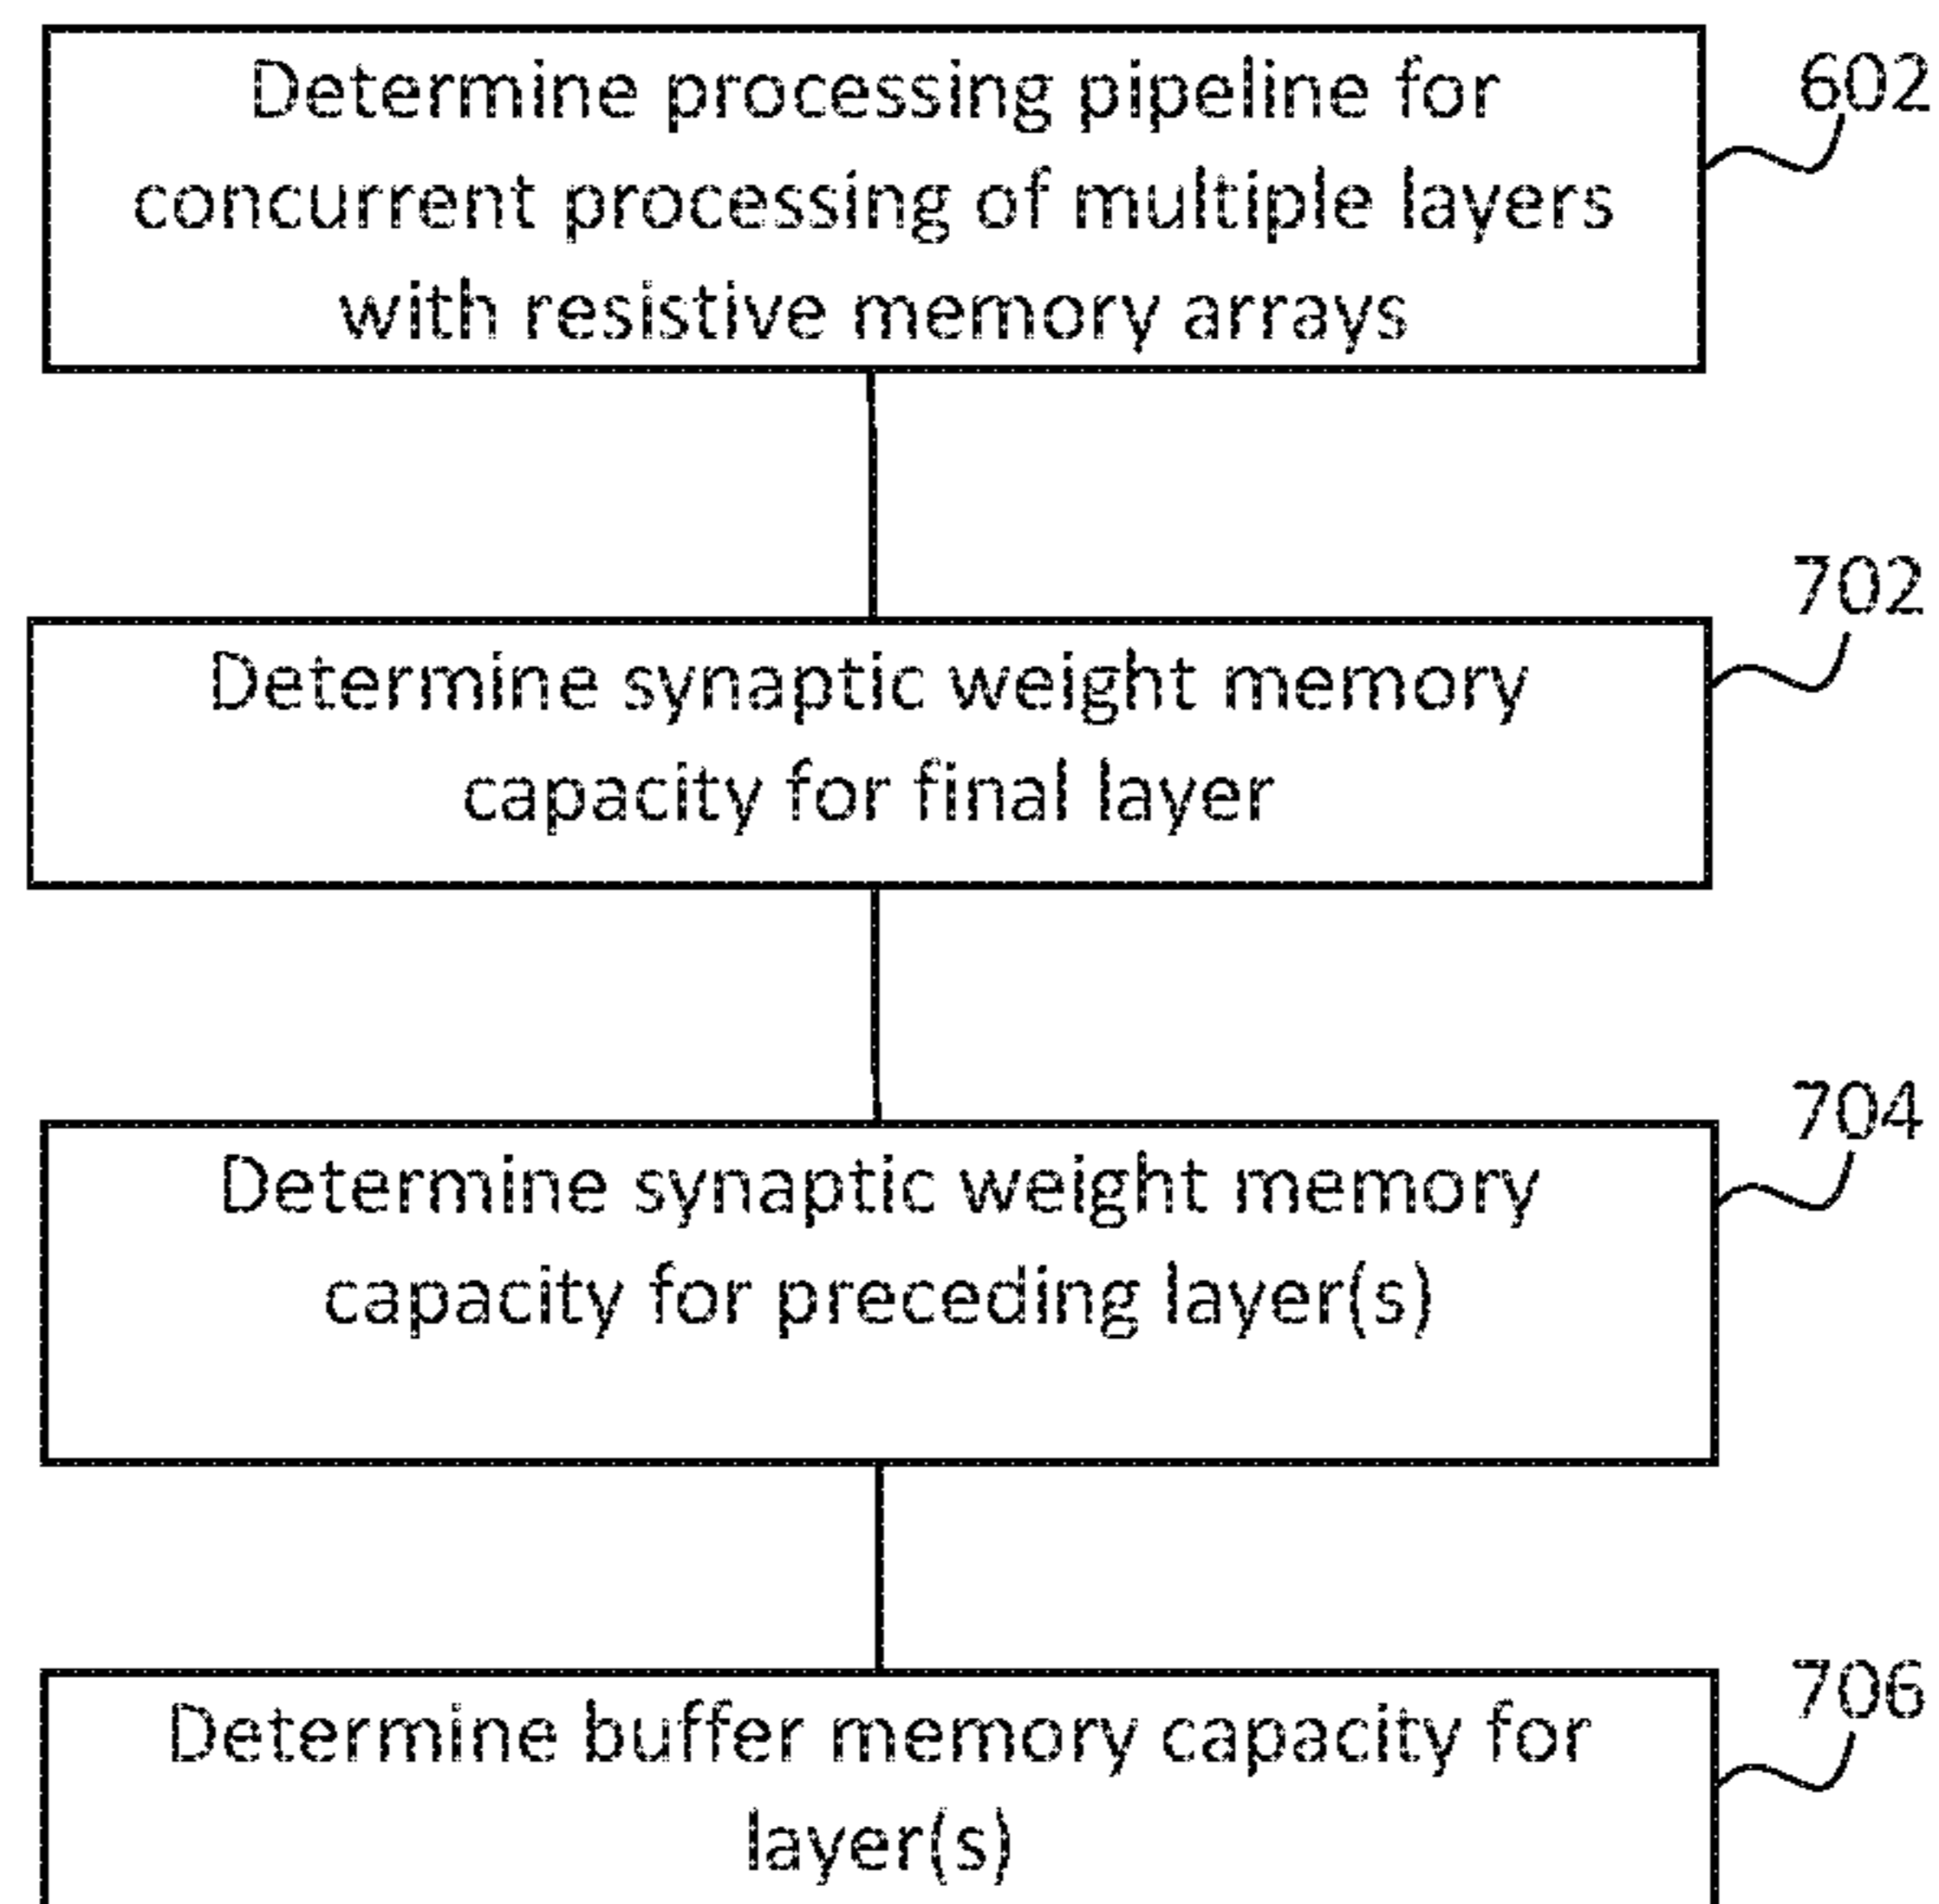 Determine processing pipeline for
concurrent processing of multiple layers
with resistive memory arrays
602
Determine synaptic weight memory
capacity for final layer
702
Determine synaptic weight memory
capacity for preceding layer(s)
704
Determine buffer memory capacity for
layer(s)
706